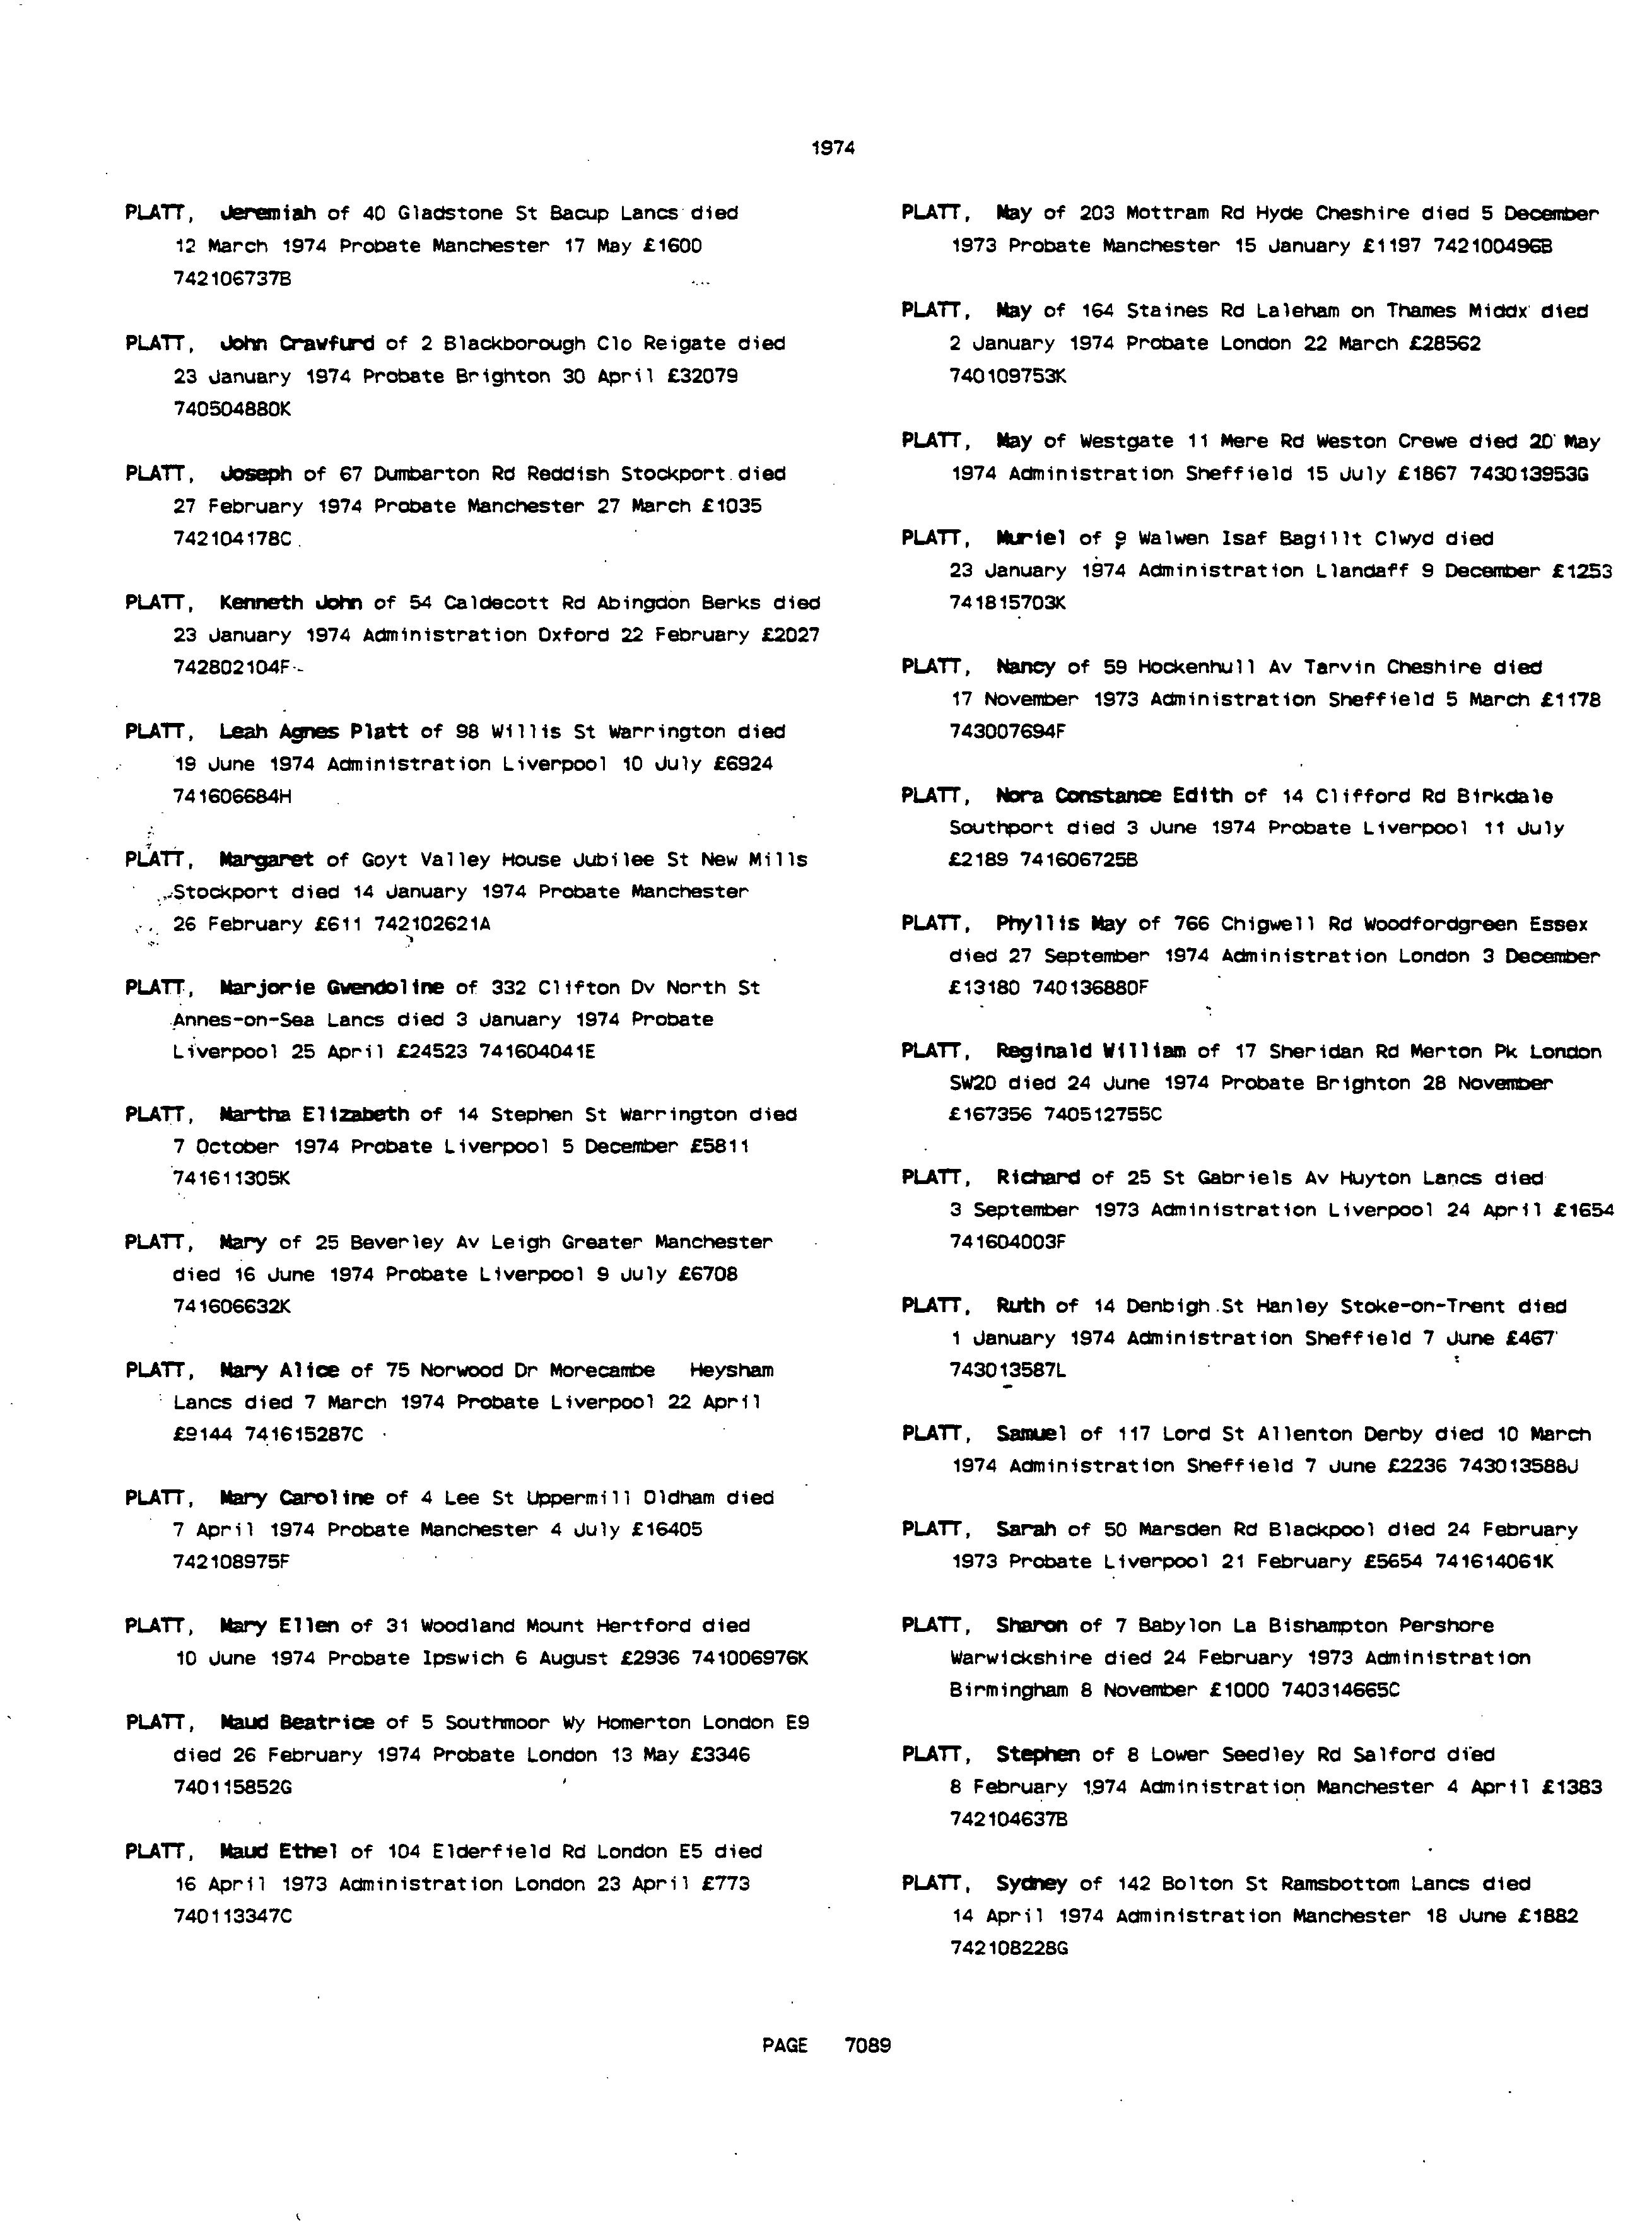 1974
PLATT, Jeremiah of 40 Gladstone St Bacup Lancs died
12 March 1974 Probate Manchester 17 May £1600
742106737B
PLATT, John Crawfurd of 2 Blackborough Clo Reigate died
23 January 1974 Probate Brighton 30 April £32079
740504880K
PLATT, Joseph of 67 Dumbarton Rd Reddish Stockport died
27 February 1974 Probate Manchester 27 March £1035
742104178C
PLATT, Kenneth John of 54 Caldecott Rd Abingdon Berks died
23 January 1974 Administration Oxford 22 February £2027
742802104F
PLATT, Leah Agnes Platt of 98 Willis St Warrington died
19 June 1974 Administration Liverpool 10 July £6924
741606684H
PLATT, Margaret of Goyt Valley House Jubilee St New Mills
Stockport died 14 January 1974 Probate Manchester
26 February £611 742102621A
PLATT, Marjorie Gwendoline of 332 Clifton Dv North St
Annes-on-Sea Lancs died 3 January 1974 Probate
Liverpool 25 April £24523 741604041E
PLATT, Martha Elizabeth of 14 Stephen St Warrington died
7 October 1974 Probate Liverpool 5 December £5811
741611305K
PLATT, Mary of 25 Beverley Av Leigh Greater Manchester
died 16 June 1974 Probate Liverpool 9 July £6708
741606632K
PLATT, Mary Alice of 75 Norwood Dr Morecambe Heysham
Lancs died 7 March 1974 Probate Liverpool 22 April
£9144 741615287C
PLATT, Mary Caroline of 4 Lee St Uppermill Oldham died
7 April 1974 Probate Manchester 4 July £16405
742108975F
PLATT, Mary Ellen of 31 Woodland Mount Hertford died
10 June 1974 Probate Ipswich 6 August £2936 741006976K
PLATT, Maud Beatrice of 5 Southmoor Wy Homerton London E9
died 26 February 1974 Probate London 13 May £3346
740115852G
PLATT, Maud Ethel of 104 Elderfield Rd London E5 died
16 April 1973 Administration London 23 April £773
740113347C
PLATT, May of 203 Mottram Rd Hyde Cheshire died 5 December
1973 Probate Manchester 15 January £1197 742100496B
PLATT, May of 164 Staines Rd Laleham on Thames Middx died
2 January 1974 Probate London 22 March £28562
740109753K
PLATT, May of Westgate 11 Mere Rd Weston Crewe died 20 May
1974 Administration Sheffield 15 July £1867 743013953G
PLATT, Muriel of 9 Walwen Isaf Bagillt Clwyd died
23 January 1974 Administration Llandaff 9 December £1253
741815703K
PLATT, Nancy of 59 Hockenhull Av Tarvin Cheshire died
17 November 1973 Administration Sheffield 5 March £1178
743007694F
PLATT, Nora Constance Edith of 14 Clifford Rd Birkdale
Southport died 3 June 1974 Probate Liverpool 11 July
£2189 741606725B
PLATT, Phyllis May of 766 Chigwell Rd Woodfordgreen Essex
died 27 September 1974 Administration London 3 December
£13180 740136880F
PLATT, Reginald William of 17 Sheridan Rd Merton Pk London
SW20 died 24 June 1974 Probate Brighton 28 November
£167356 740512755C
PLATT, Richard of 25 St Gabriels Av Huyton Lancs died
3 September 1973 Administration Liverpool 24 April £1654
741604003F
PLATT, Ruth of 14 Denbigh St Hanley Stoke-on-Trent died
1 January 1974 Administration Sheffield 7 June £467
743013587L
PLATT, Samuel of 117 Lord St Allenton Derby died 10 March
1974 Administration Sheffield 7 June £2236 743013588J
PLATT, Sarah of 50 Marsden Rd Blackpool died 24 February
1973 Probate Liverpool 21 February £5654 741614061K
PLATT, Sharon of 7 Babylon La Bishampton Pershore
Warwickshire died 24 February 1973 Administration
Birmingham 8 November £1000 740314665C
PLATT, Stephen of 8 Lower Seedley Rd Salford died
8 February 1974 Administration Manchester 4 April £1383
742104637B
PLATT, Sydney of 142 Bolton St Ramsbottom Lancs died
14 April 1974 Administration Manchester 18 June £1882
742108228G
PAGE 7089